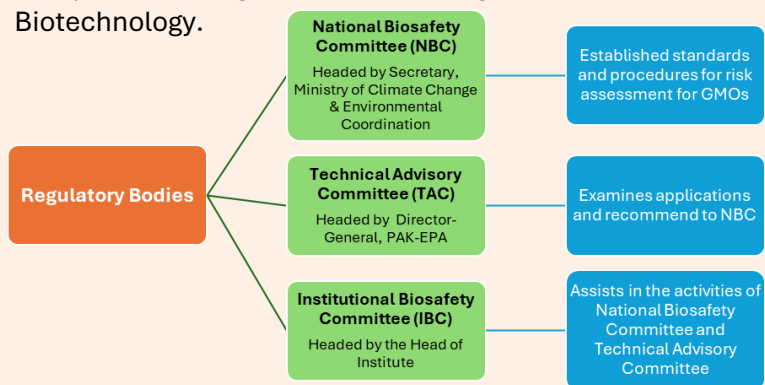 Biotechnology.
National Biosafety
Committee (NBC)
Headed by Secretary,
Ministry of Climate Change
& Environmental
Coordination
Established standards
and procedures for risk
assessment for GMOs
Regulatory Bodies
Technical Advisory
Committee (TAC)
Headed by Director-
General, PAK-EPA
Examines applications
and recommend to NBC
Institutional Biosafety
Committee (IBC)
Headed by the Head of
Institute
Assists in the activities of
National Biosafety
Committee and
Technical Advisory
Committee